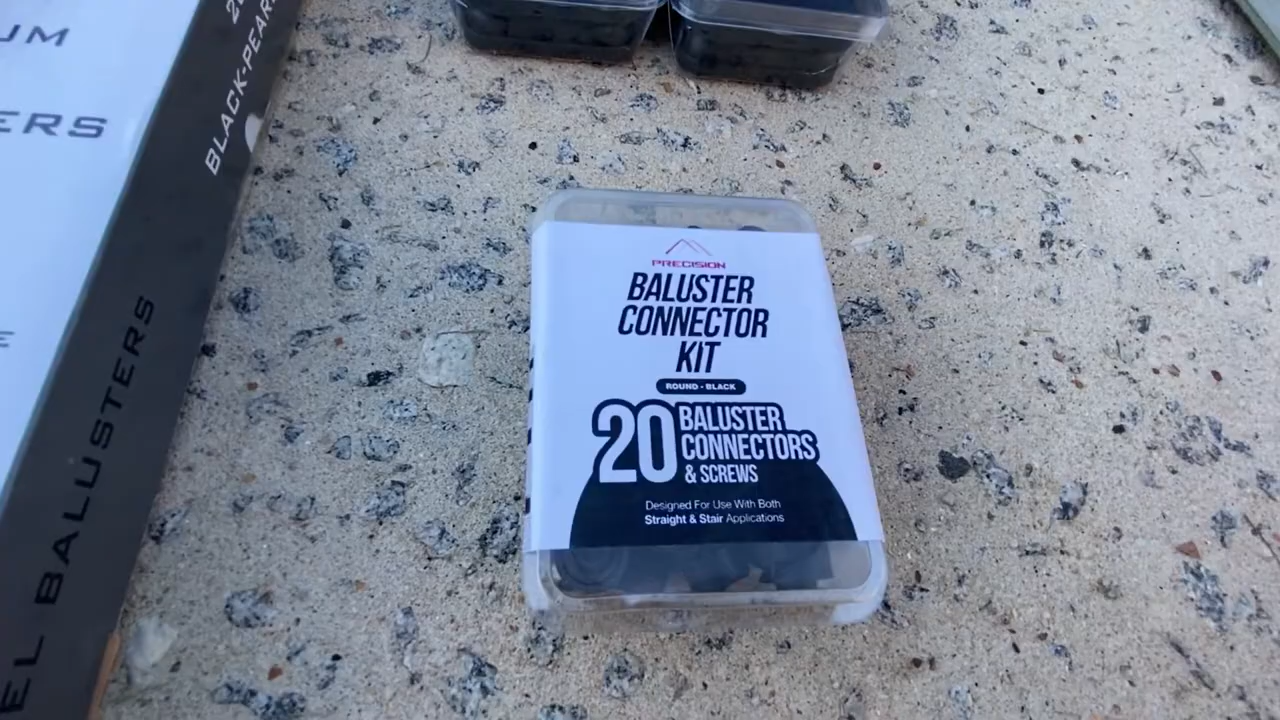 UM
ERS
BLACK-PEAR
EL BALUSTERS
PRECISION
BALUSTER
CONNECTOR
KIT
ROUND - BLACK
20 BALUSTER
CONNECTORS
& SCREWS
Designed For Use With Both
Straight & Stair Applications